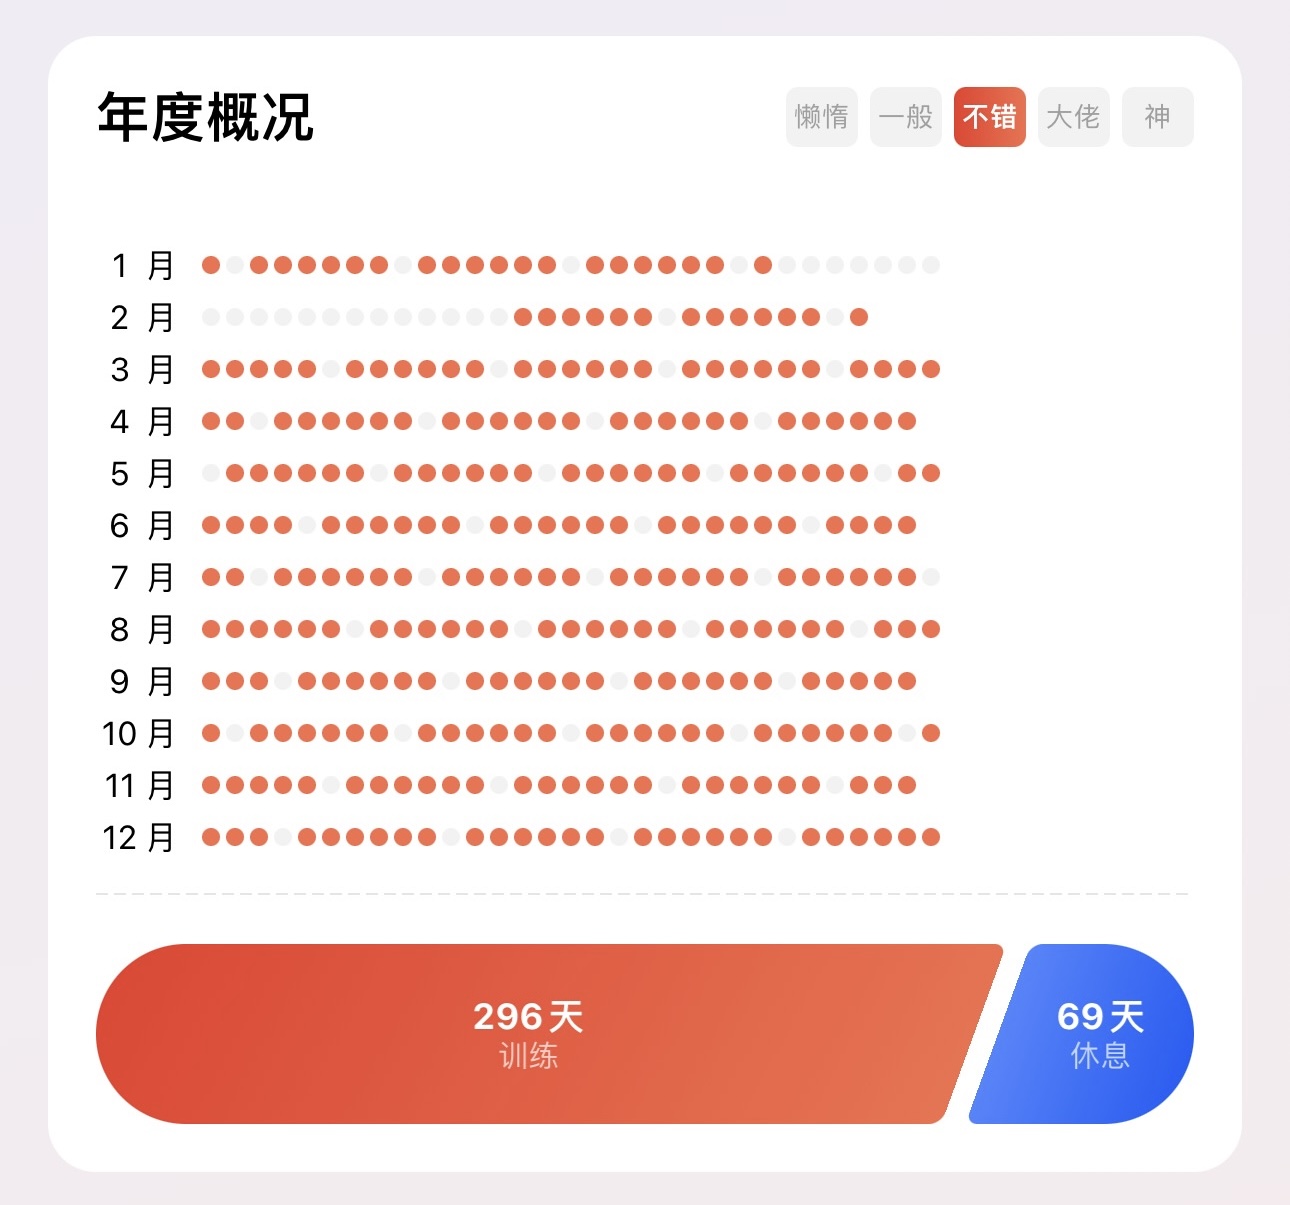 年度概况
懒惰 一般 不错 大佬 神
1 月
2 月
3 月
4 月
5 月
6 月
7 月
8 月
9 月
10 月
11 月
12 月
296 天 69 天
训练 休息